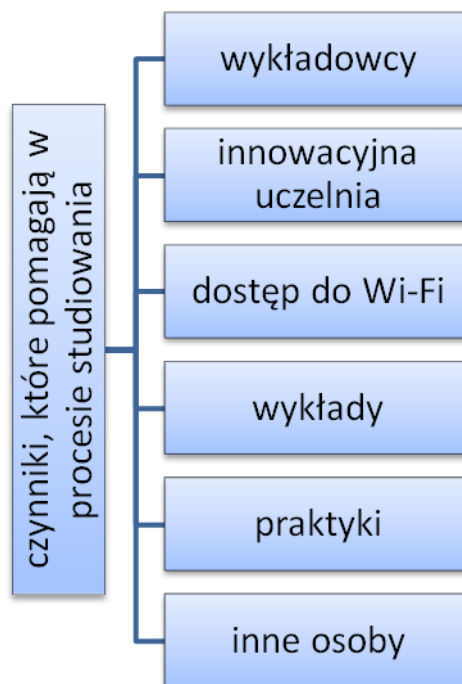 czynniki, które pomagają w
procesie studiowania
wykładowcy
innowacyjna
uczelnia
dostęp do Wi-Fi
wykłady
praktyki
inne osoby